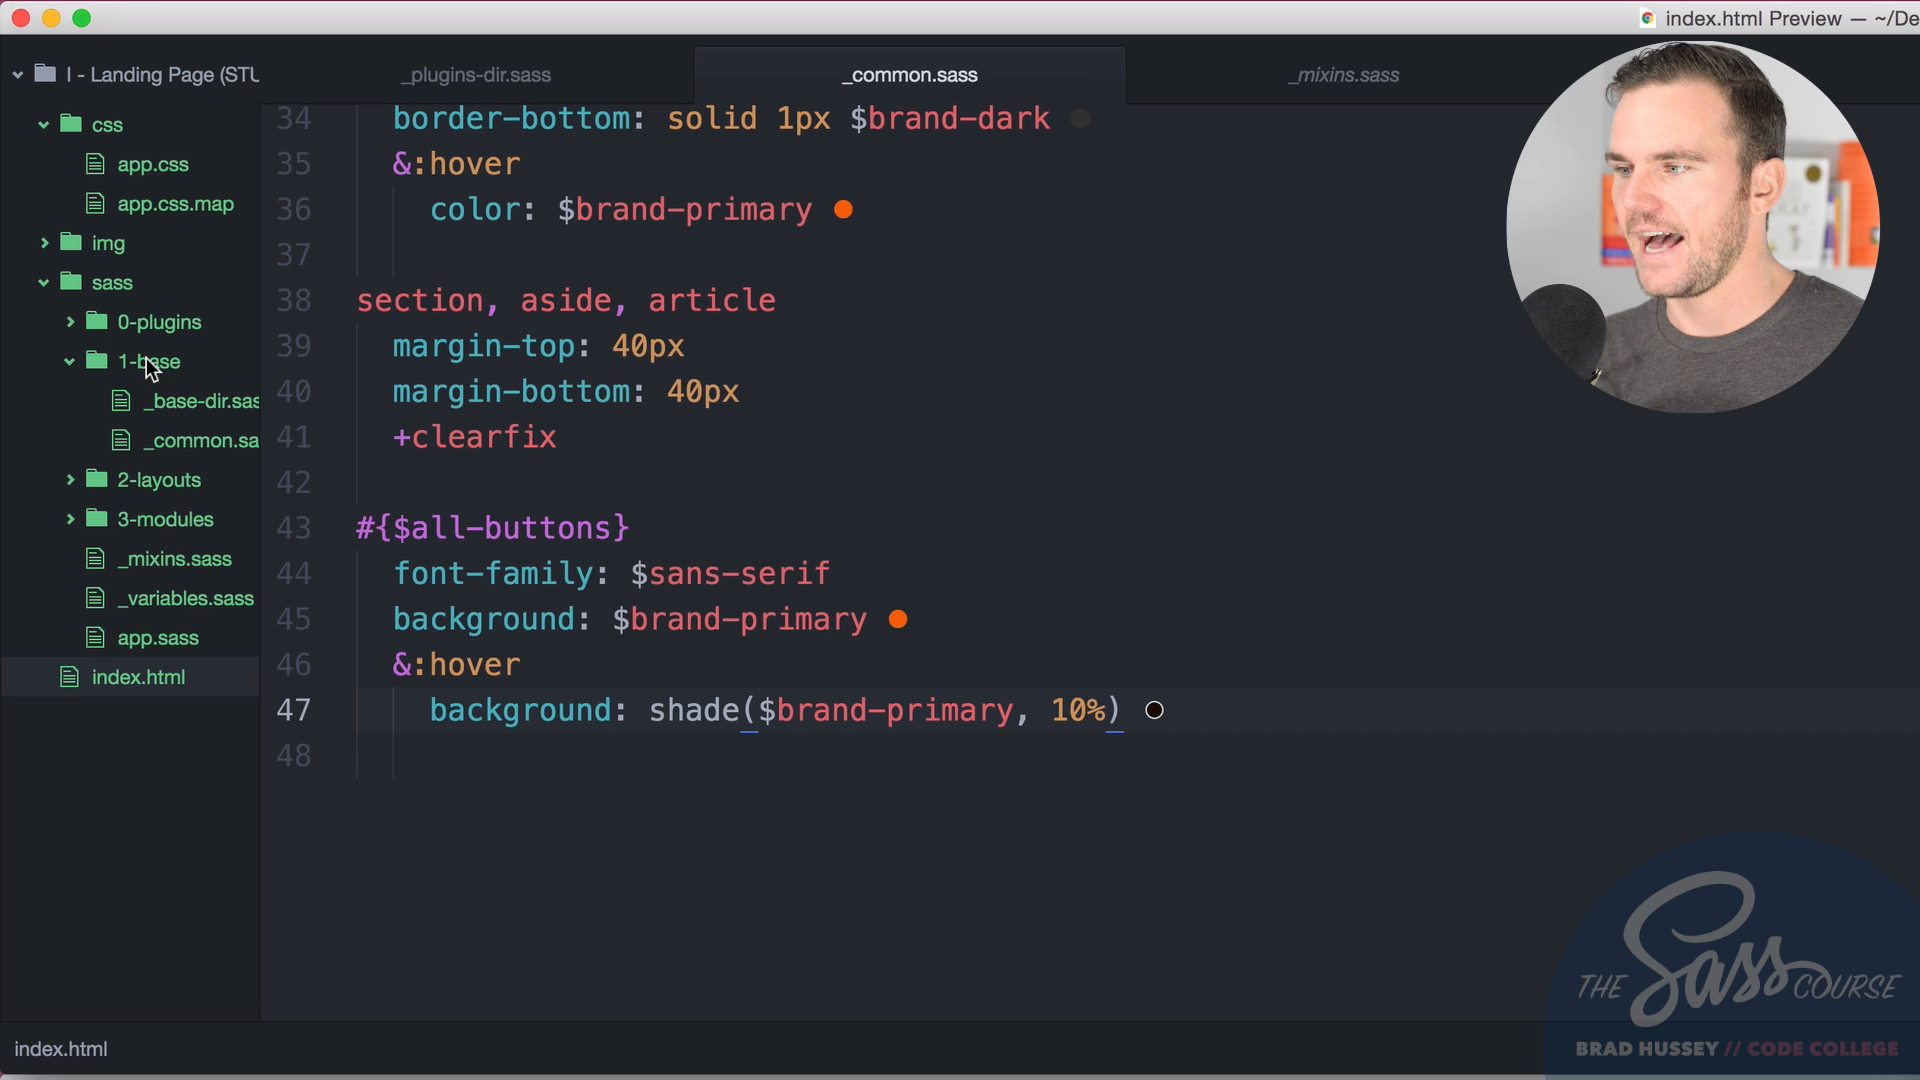 index.html Preview — ~/De
I - Landing Page (STU
_plugins-dir.sass
_common.sass
_mixins.sass
css
app.css
app.css.map
img
sass
0-plugins
1-base
_base-dir.sas
_common.sa
2-layouts
3-modules
_mixins.sass
_variables.sass
app.sass
index.html
34 border-bottom: solid 1px $brand-dark
35 &:hover
36 color: $brand-primary
37
38 section, aside, article
39 margin-top: 40px
40 margin-bottom: 40px
41 +clearfix
42
43 #{$all-buttons}
44 font-family: $sans-serif
45 background: $brand-primary
46 &:hover
47 background: shade($brand-primary, 10%)
48
index.html
THE Sass COURSE
BRAD HUSSEY // CODE COLLEGE